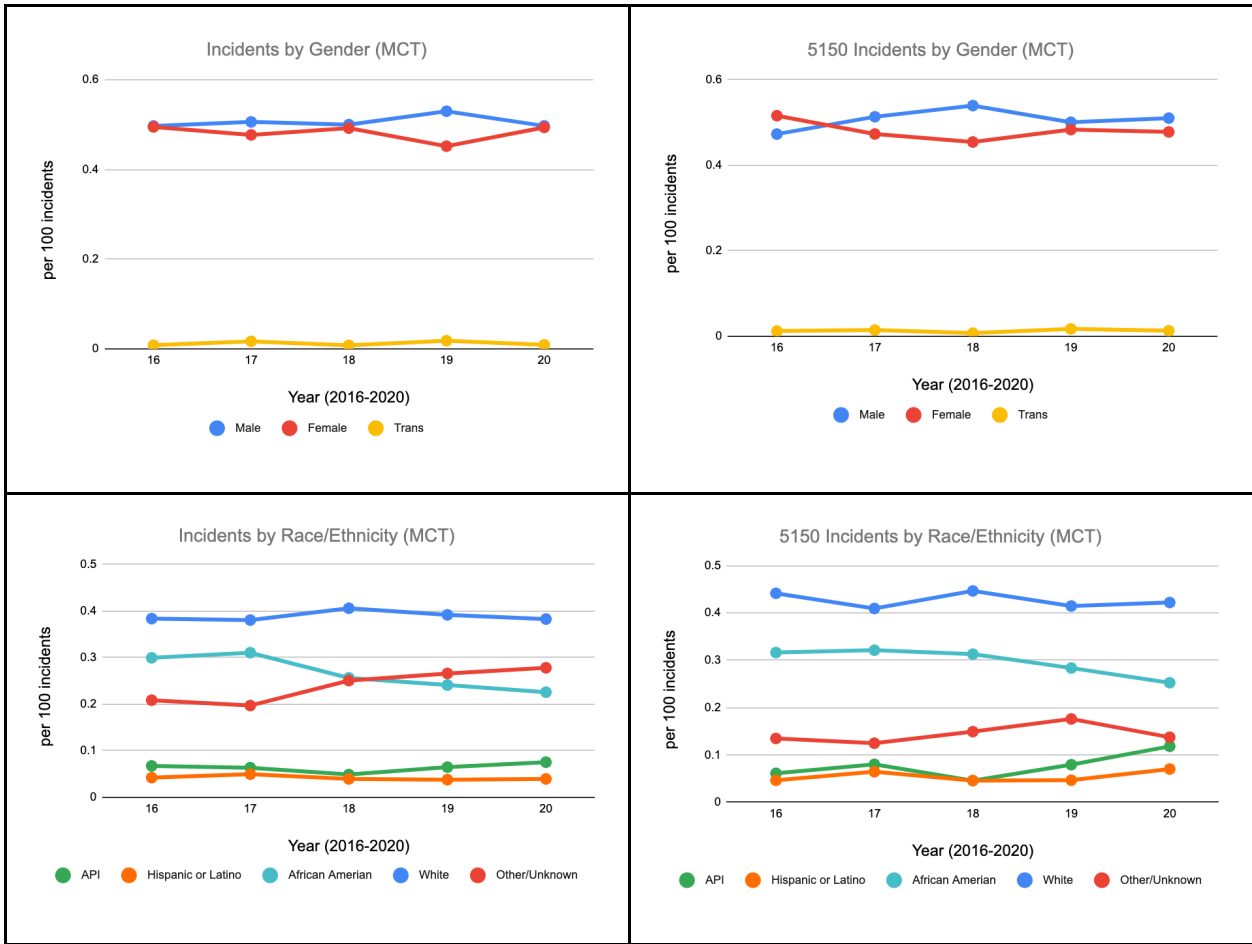 Incidents by Gender (MCT)
0.6
0.4
0.2
0
per 100 incidents
16 17 18 19 20
Year (2016-2020)
Male Female Trans
5150 Incidents by Gender (MCT)
0.6
0.4
0.2
0
per 100 incidents
16 17 18 19 20
Year (2016-2020)
Male Female Trans
Incidents by Race/Ethnicity (MCT)
0.5
0.4
0.3
0.2
0.1
0
per 100 incidents
16 17 18 19 20
Year (2016-2020)
API Hispanic or Latino African Amerian White Other/Unknown
5150 Incidents by Race/Ethnicity (MCT)
0.5
0.4
0.3
0.2
0.1
0
per 100 incidents
16 17 18 19 20
Year (2016-2020)
API Hispanic or Latino African Amerian White Other/Unknown